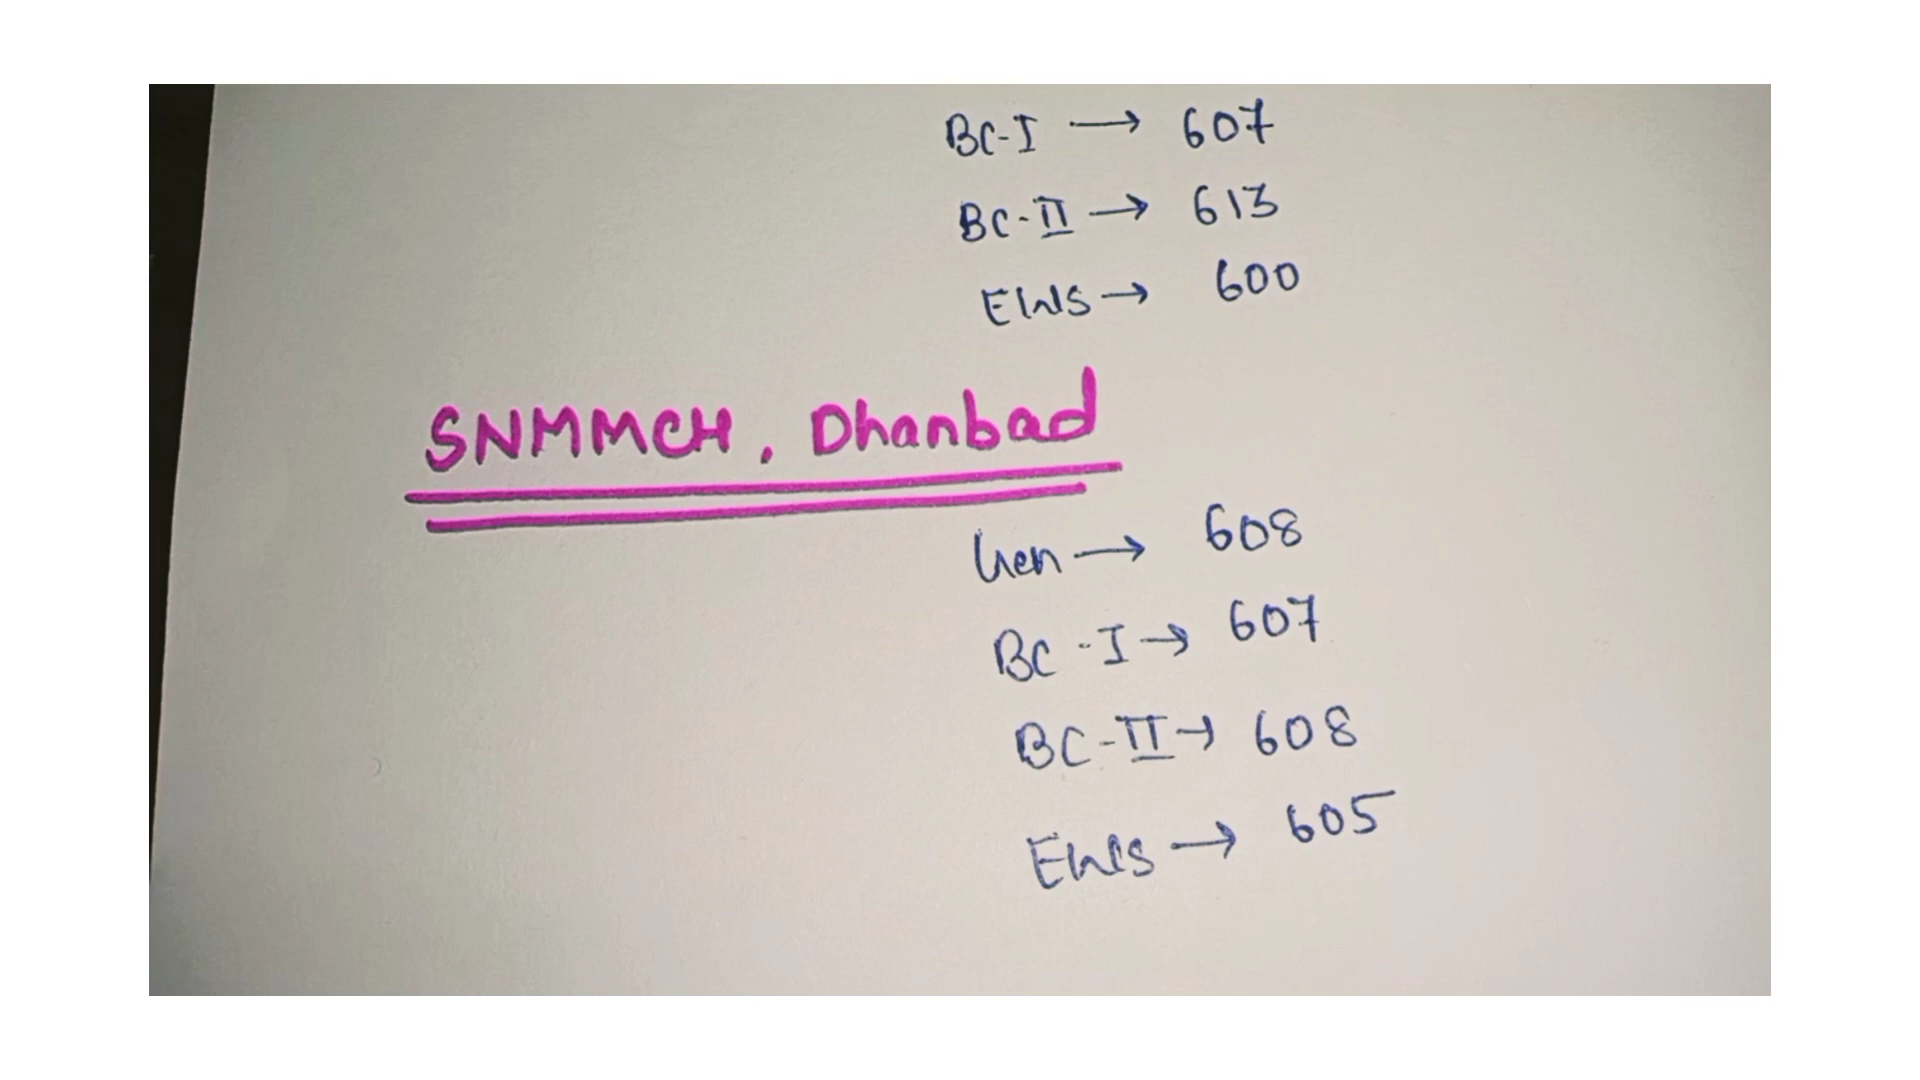 BC-I → 607
BC-II → 613
EWS → 600
SNMMCH, Dhanbad
Gen → 608
BC-I → 607
BC-II → 608
EWS → 605